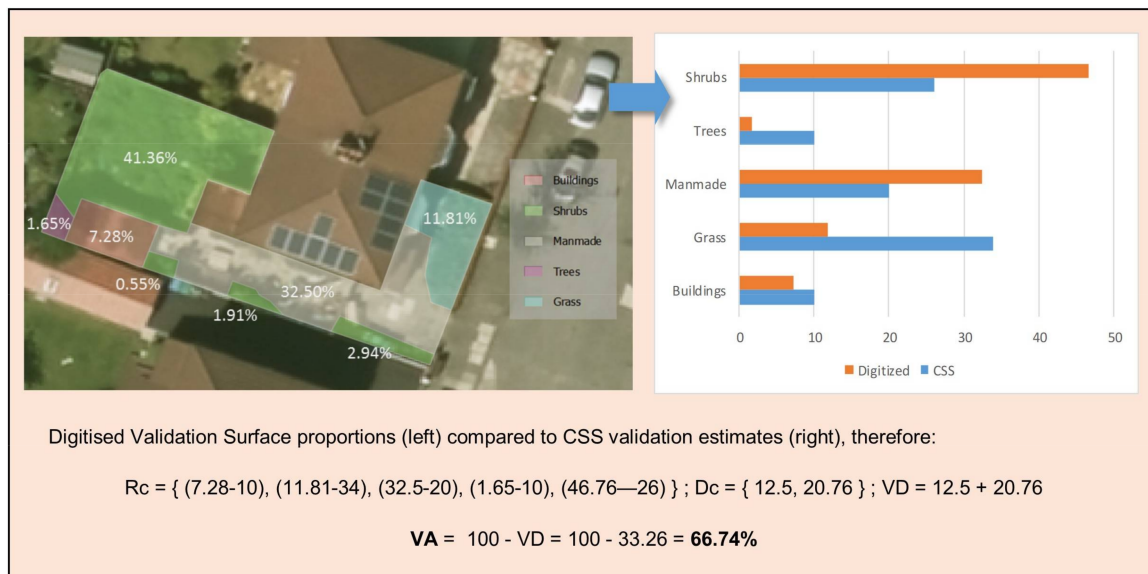 41.36%
1.65%
7.28%
0.55%
1.91%
32.50%
2.94%
11.81%
Buildings
Shrubs
Manmade
Trees
Grass
Shrubs
Trees
Manmade
Grass
Buildings
0 10 20 30 40 50
Digitized CSS
Digitised Validation Surface proportions (left) compared to CSS validation estimates (right), therefore:
Rc = { (7.28-10), (11.81-34), (32.5-20), (1.65-10), (46.76—26) } ; Dc = { 12.5, 20.76 } ; VD = 12.5 + 20.76
VA = 100 - VD = 100 - 33.26 = 66.74%